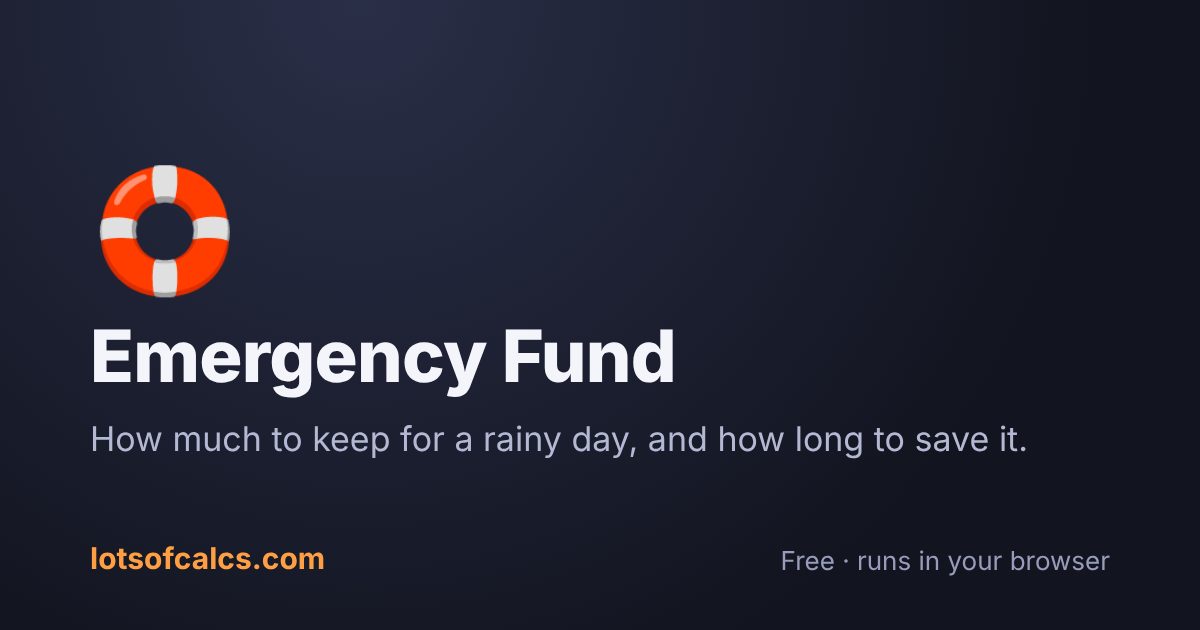 Emergency Fund
How much to keep for a rainy day, and how long to save it.
lotsofcalcs.com
Free · runs in your browser